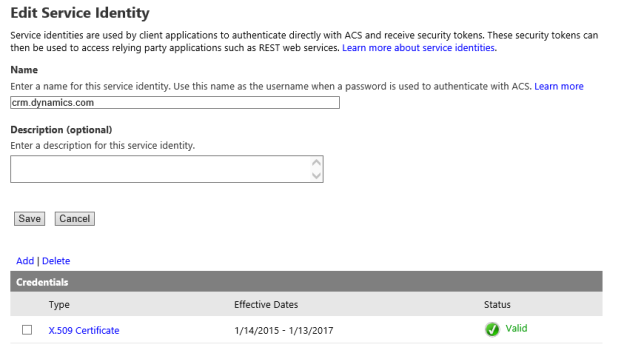 Edit Service Identity
Service identities are used by client applications to authenticate directly with ACS and receive security tokens. These security tokens can
then be used to access relying party applications such as REST web services. Learn more about service identities.
Name
Enter a name for this service identity. Use this name as the username when a password is used to authenticate with ACS. Learn more
crm.dynamics.com
Description (optional)
Enter a description for this service identity.
Save Cancel
Add | Delete
Credentials
Type Effective Dates Status
X.509 Certificate 1/14/2015 - 1/13/2017 Valid